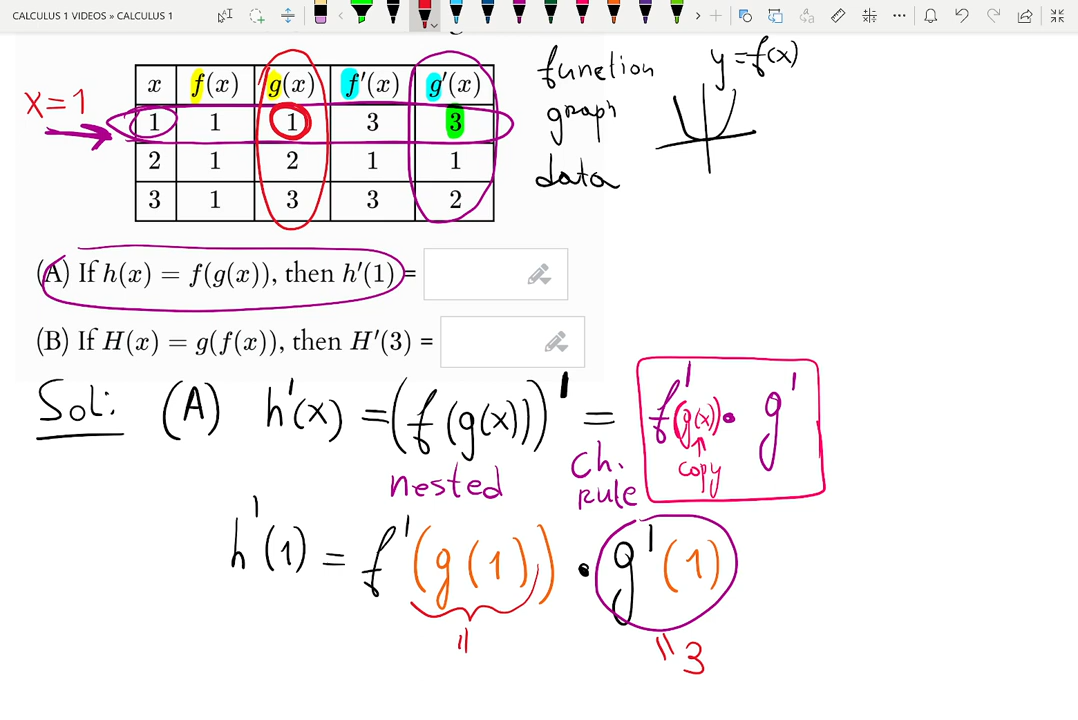 CALCULUS 1 VIDEOS » CALCULUS 1
x f(x) g(x) f'(x) g'(x)
1 1 1 3 3
2 1 2 1 1
3 1 3 3 2
X=1
function
graph
data
y=f(x)
(A) If h(x) = f(g(x)), then h'(1) =
(B) If H(x) = g(f(x)), then H'(3) =
Sol: (A) h'(x) = (f(g(x)))' = f'(g(x)) • g'
nested
ch. rule
copy
h'(1) = f'(g(1)) • g'(1)
= =3